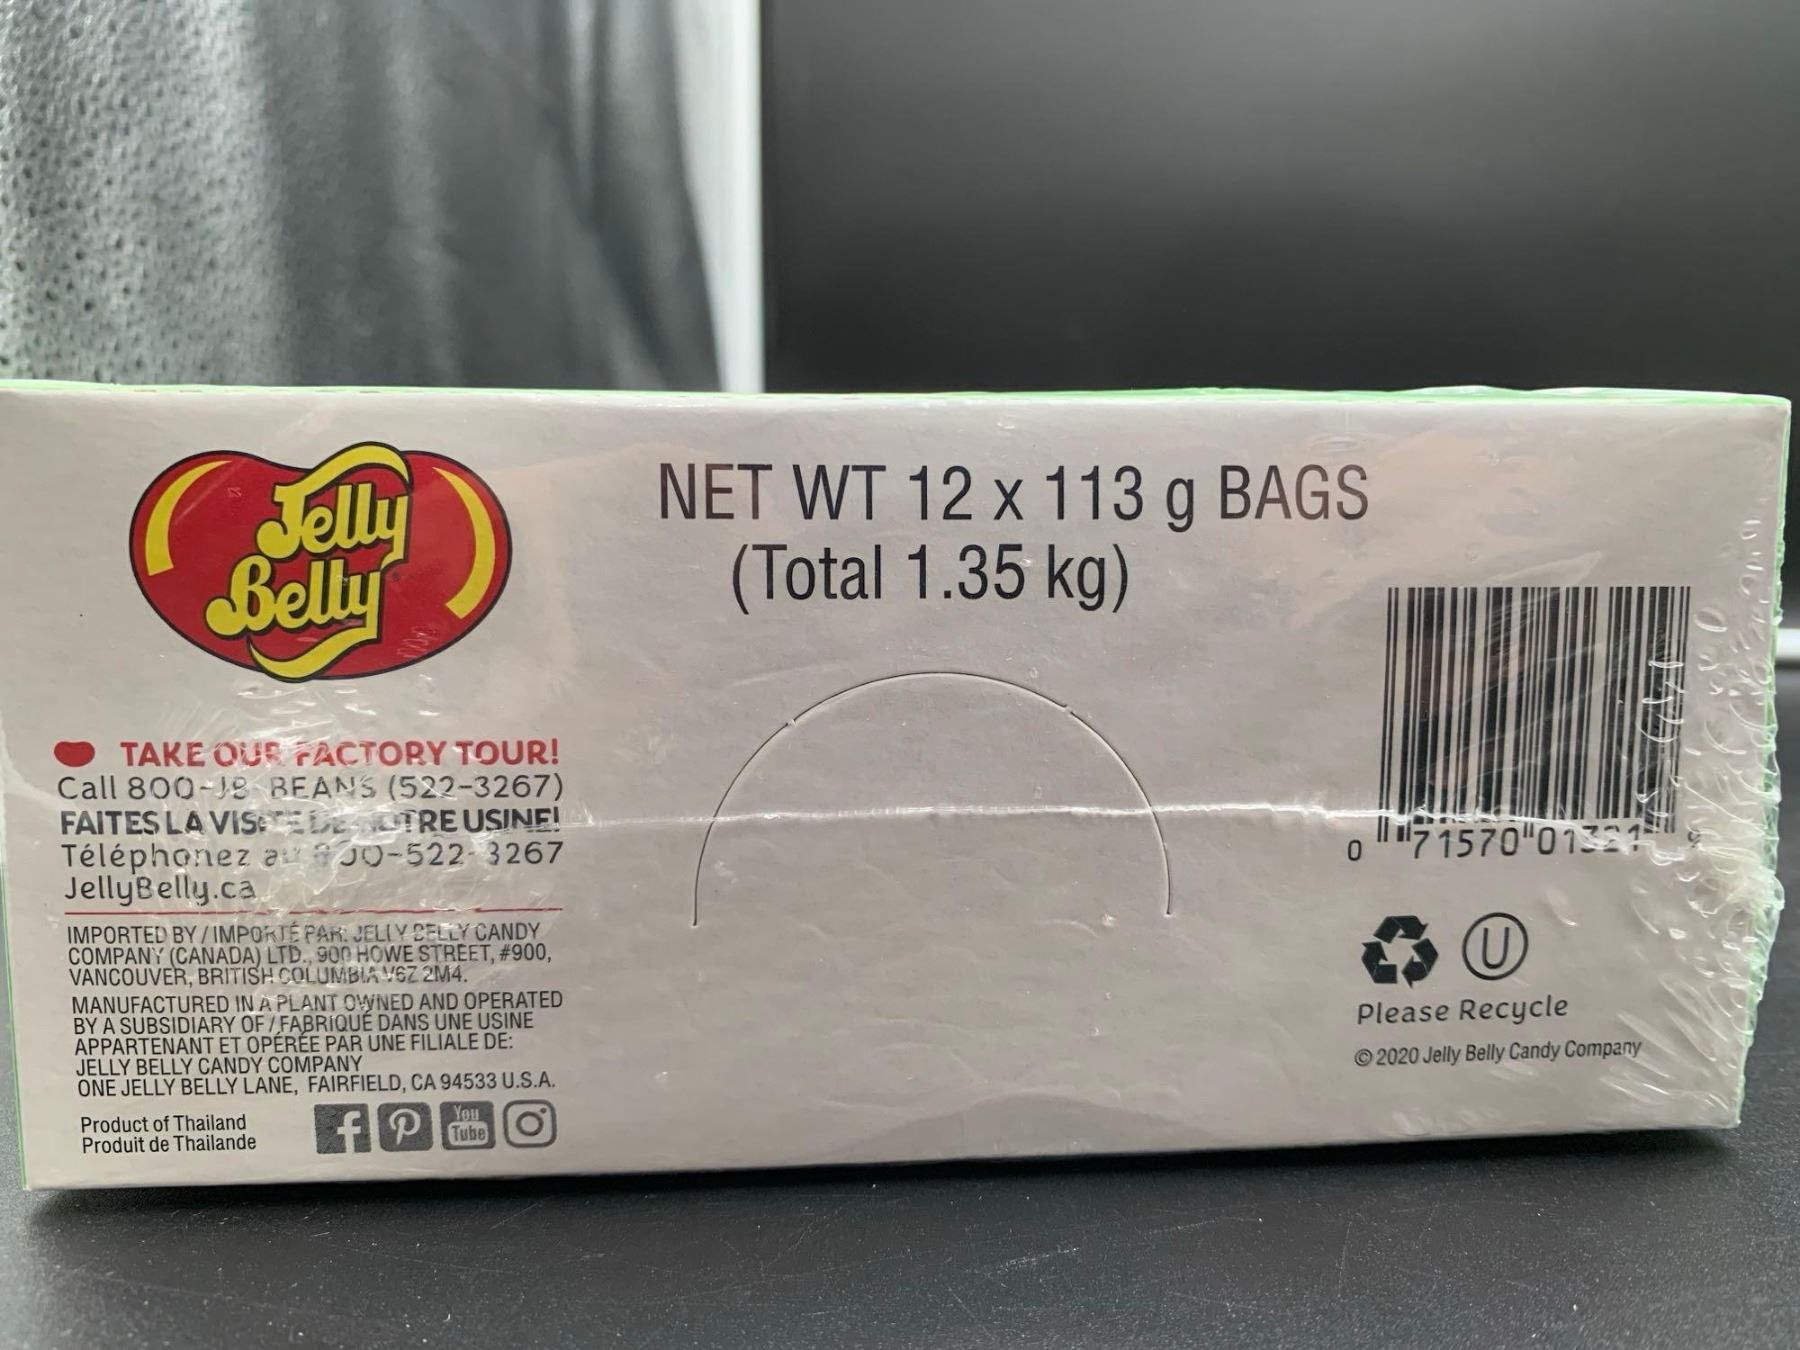 Jelly
Belly
NET WT 12 x 113 g BAGS
(Total 1.35 kg)
TAKE OUR FACTORY TOUR!
Call 800-JB BEANS (522-3267)
FAITES LA VISITE DE NOTRE USINE!
Téléphonez au 800-522-3267
JellyBelly.ca
IMPORTED BY / IMPORTÉ PAR: JELLY BELLY CANDY
COMPANY (CANADA) LTD., 900 HOWE STREET, #900,
VANCOUVER, BRITISH COLUMBIA V6Z 2M4.
MANUFACTURED IN A PLANT OWNED AND OPERATED
BY A SUBSIDIARY OF / FABRIQUÉ DANS UNE USINE
APPARTENANT ET OPÉRÉE PAR UNE FILIALE DE:
JELLY BELLY CANDY COMPANY
ONE JELLY BELLY LANE, FAIRFIELD, CA 94533 U.S.A.
Product of Thailand
Produit de Thailande
You
Tube
0 71570 01321
U
Please Recycle
© 2020 Jelly Belly Candy Company